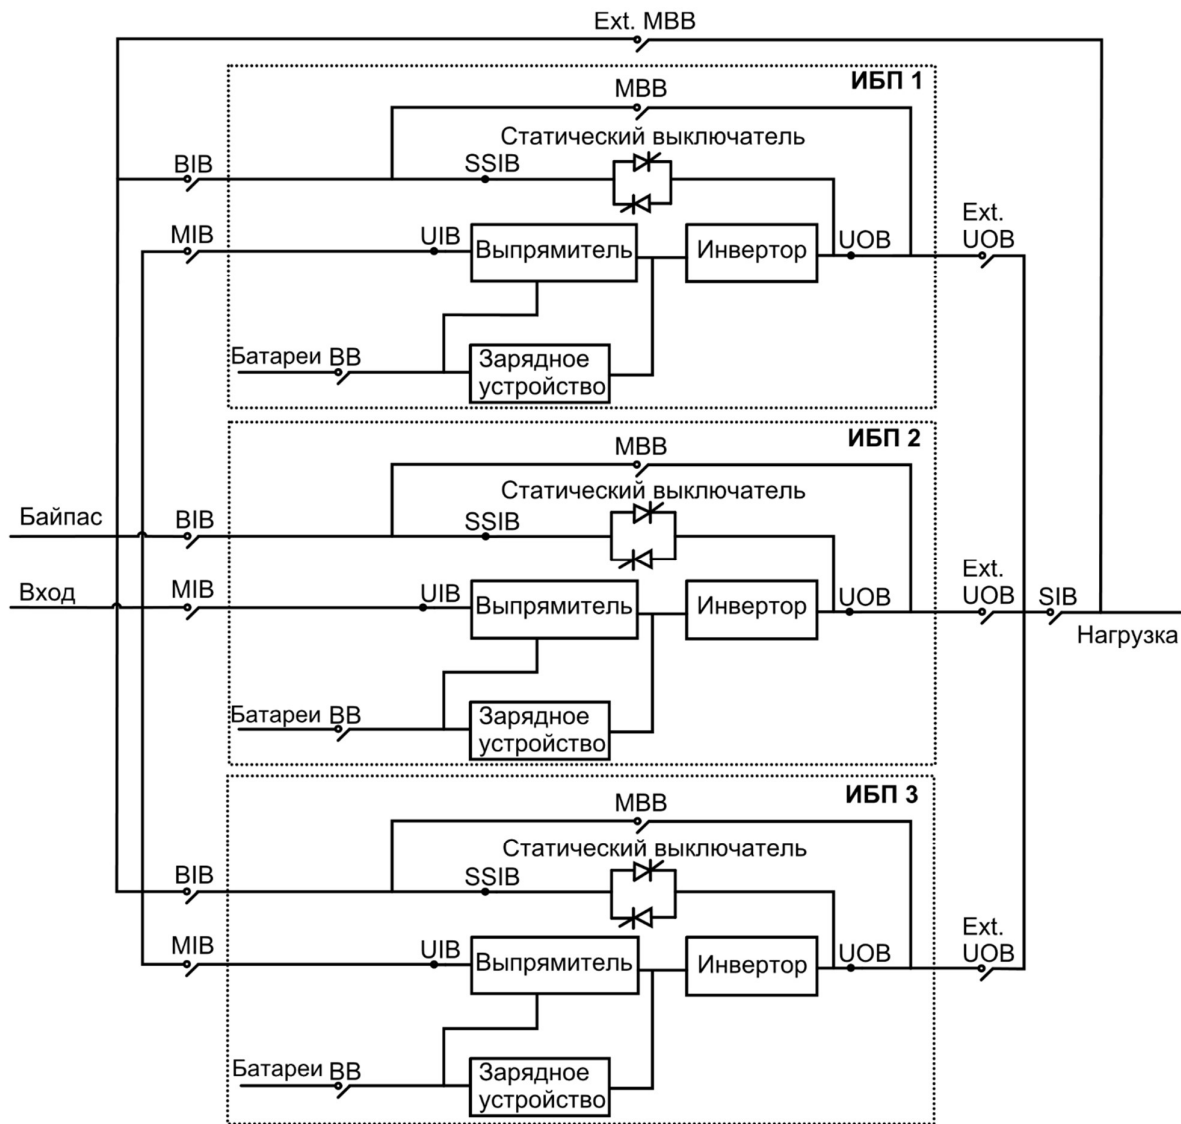 Ext. MBB
ИБП 1
MBB
Статический выключатель
BIB
SSIB
Ext.
UOB
MIB
UIB
Выпрямитель
Инвертор
UOB
Батареи BB
Зарядное
устройство
ИБП 2
MBB
Статический выключатель
Байпас
BIB
SSIB
Ext.
UOB
Вход
MIB
UIB
Выпрямитель
Инвертор
UOB
SIB
Нагрузка
Батареи BB
Зарядное
устройство
ИБП 3
MBB
Статический выключатель
BIB
SSIB
Ext.
UOB
MIB
UIB
Выпрямитель
Инвертор
UOB
Батареи BB
Зарядное
устройство